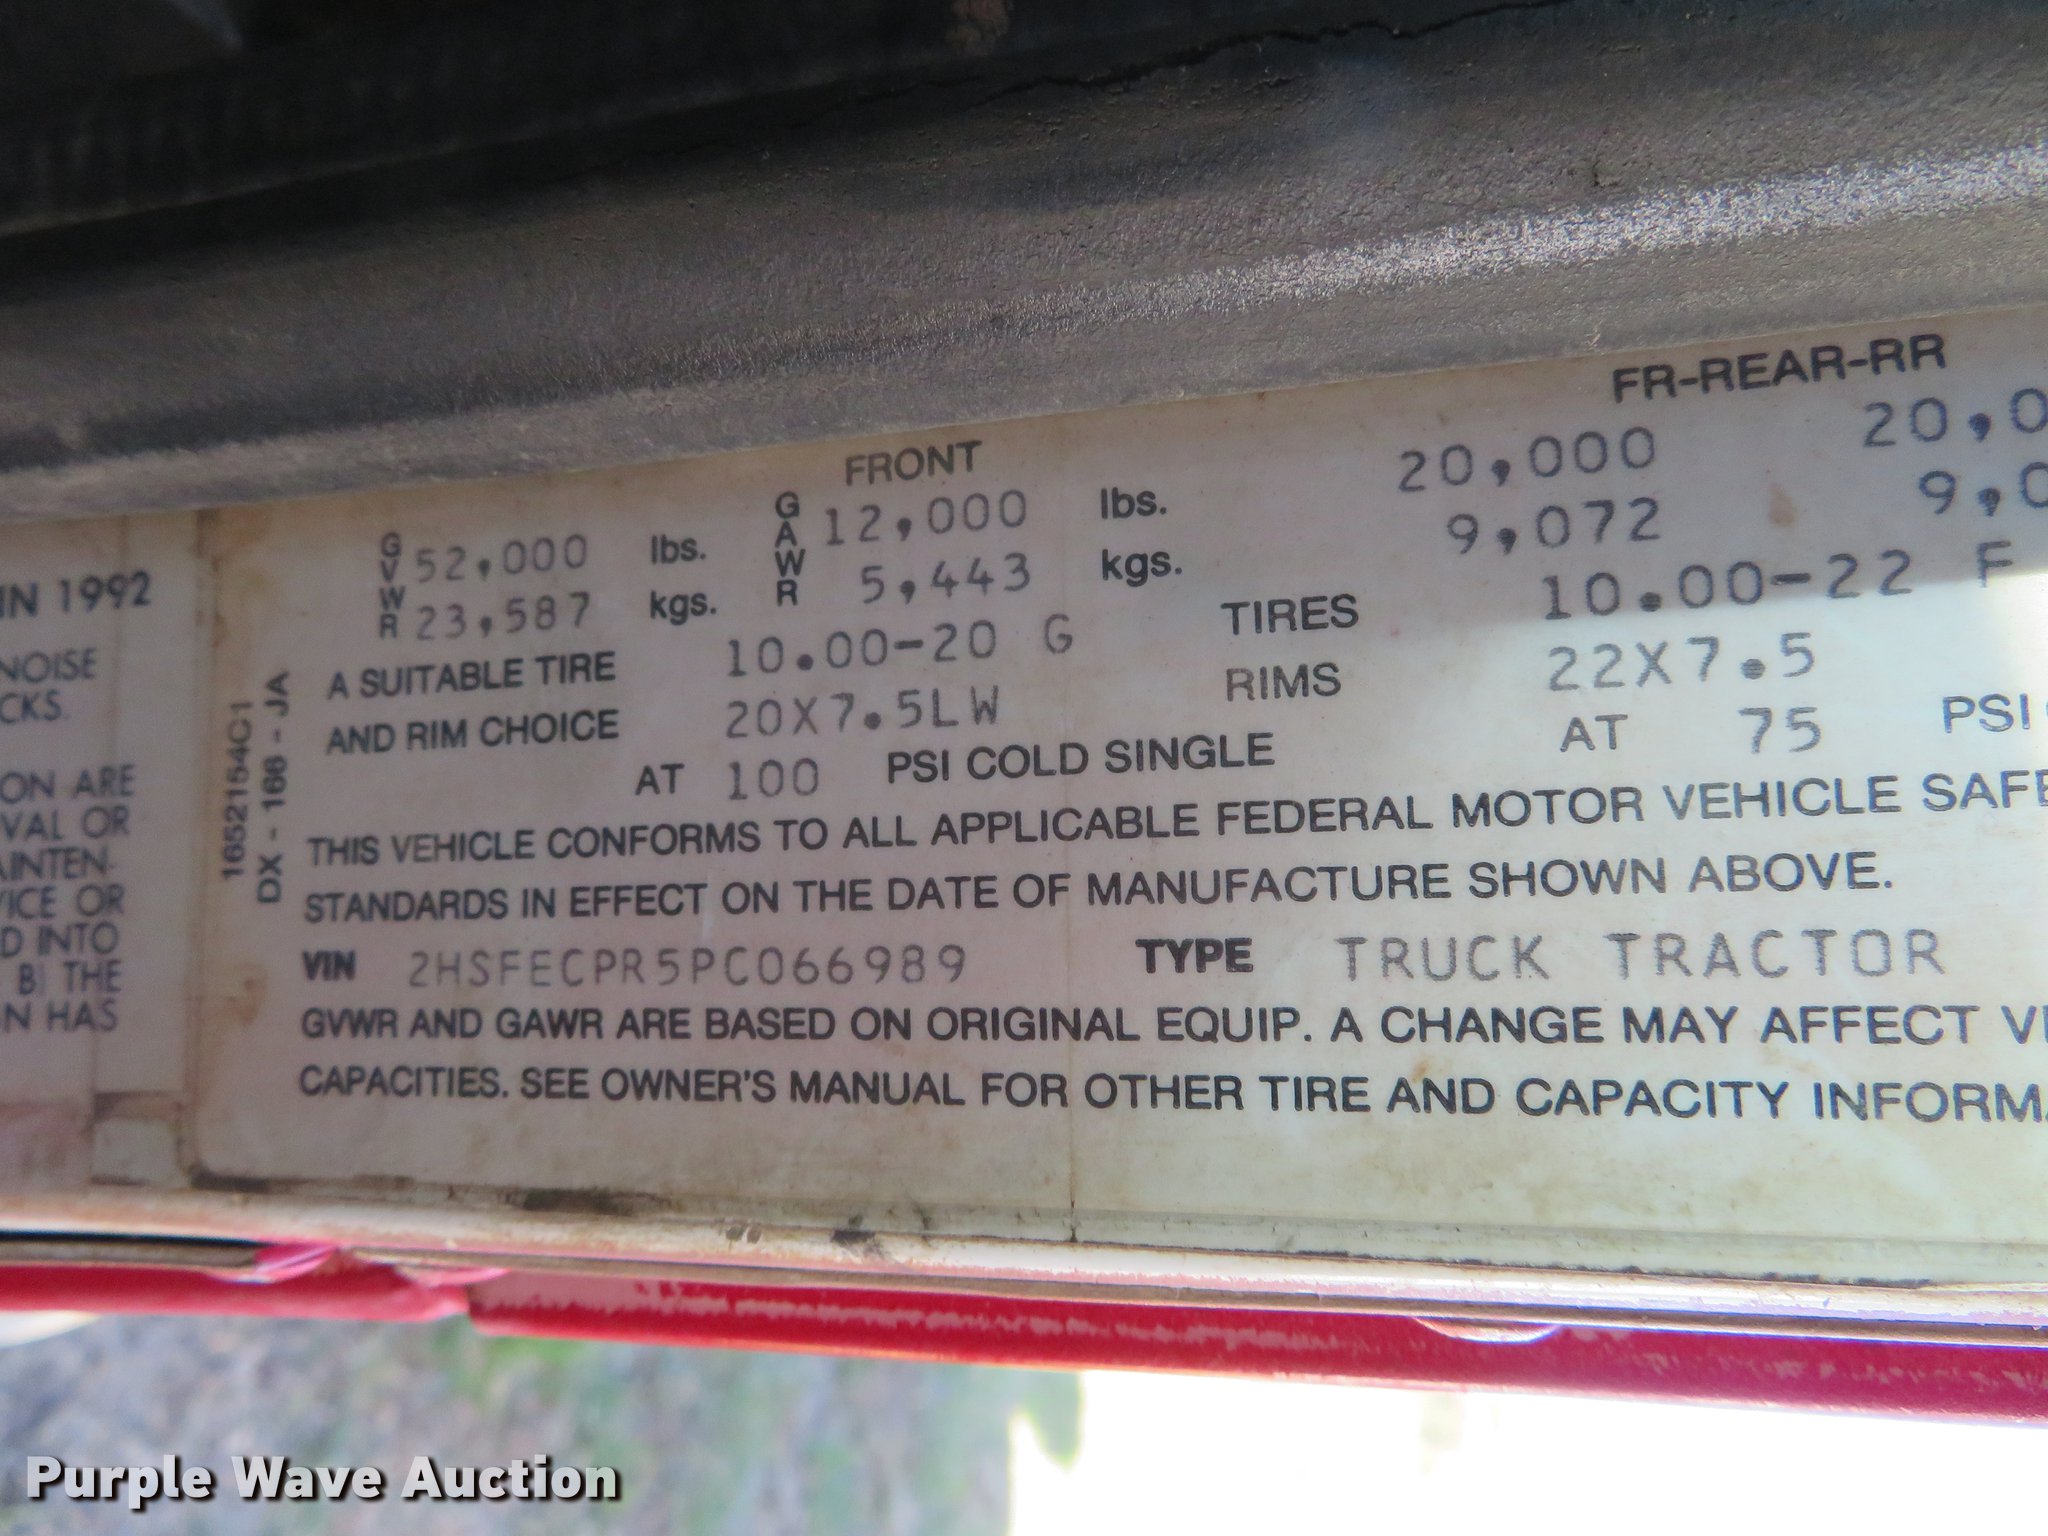 IN 1992
NOISE
CKS.
ON ARE
VAL OR
AINTEN-
VICE OR
D INTO
B) THE
N HAS
1652154C1
DX - 166 - JA
FRONT FR-REAR-RR
GVWR 52,000 lbs. GAWR 12,000 lbs. 20,000 20,0
23,587 kgs. 5,443 kgs. 9,072 9,0
A SUITABLE TIRE 10.00-20 G TIRES 10.00-22 F
AND RIM CHOICE 20X7.5LW RIMS 22X7.5
AT 100 PSI COLD SINGLE AT 75 PSI
THIS VEHICLE CONFORMS TO ALL APPLICABLE FEDERAL MOTOR VEHICLE SAFE
STANDARDS IN EFFECT ON THE DATE OF MANUFACTURE SHOWN ABOVE.
VIN 2HSFECPR5PC066989 TYPE TRUCK TRACTOR
GVWR AND GAWR ARE BASED ON ORIGINAL EQUIP. A CHANGE MAY AFFECT VE
CAPACITIES. SEE OWNER'S MANUAL FOR OTHER TIRE AND CAPACITY INFORMA
Purple Wave Auction